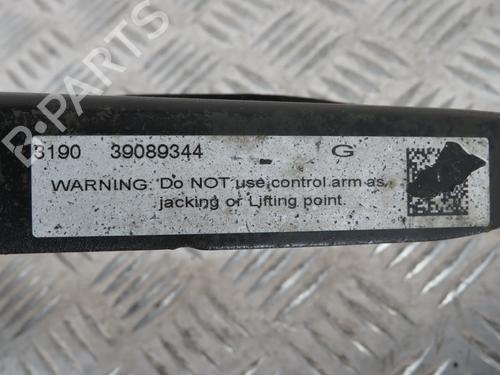 B-PARTS
3190 39089344 - G
WARNING: Do NOT use control arm as
jacking or Lifting point.